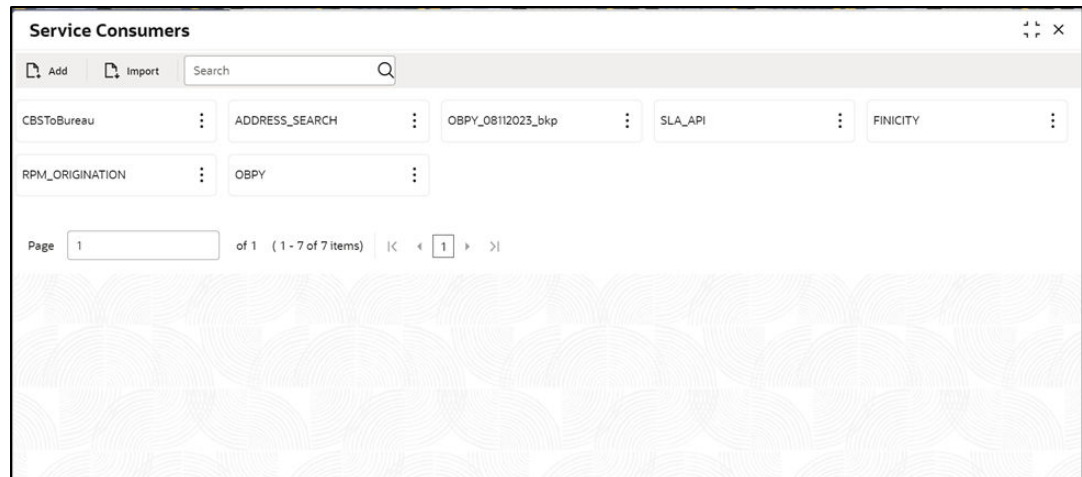 Service Consumers
Add Import Search
CBSToBureau ADDRESS_SEARCH OBPY_08112023_bkp SLA_API FINICITY
RPM_ORIGINATION OBPY
Page 1 of 1 ( 1 - 7 of 7 items) 1